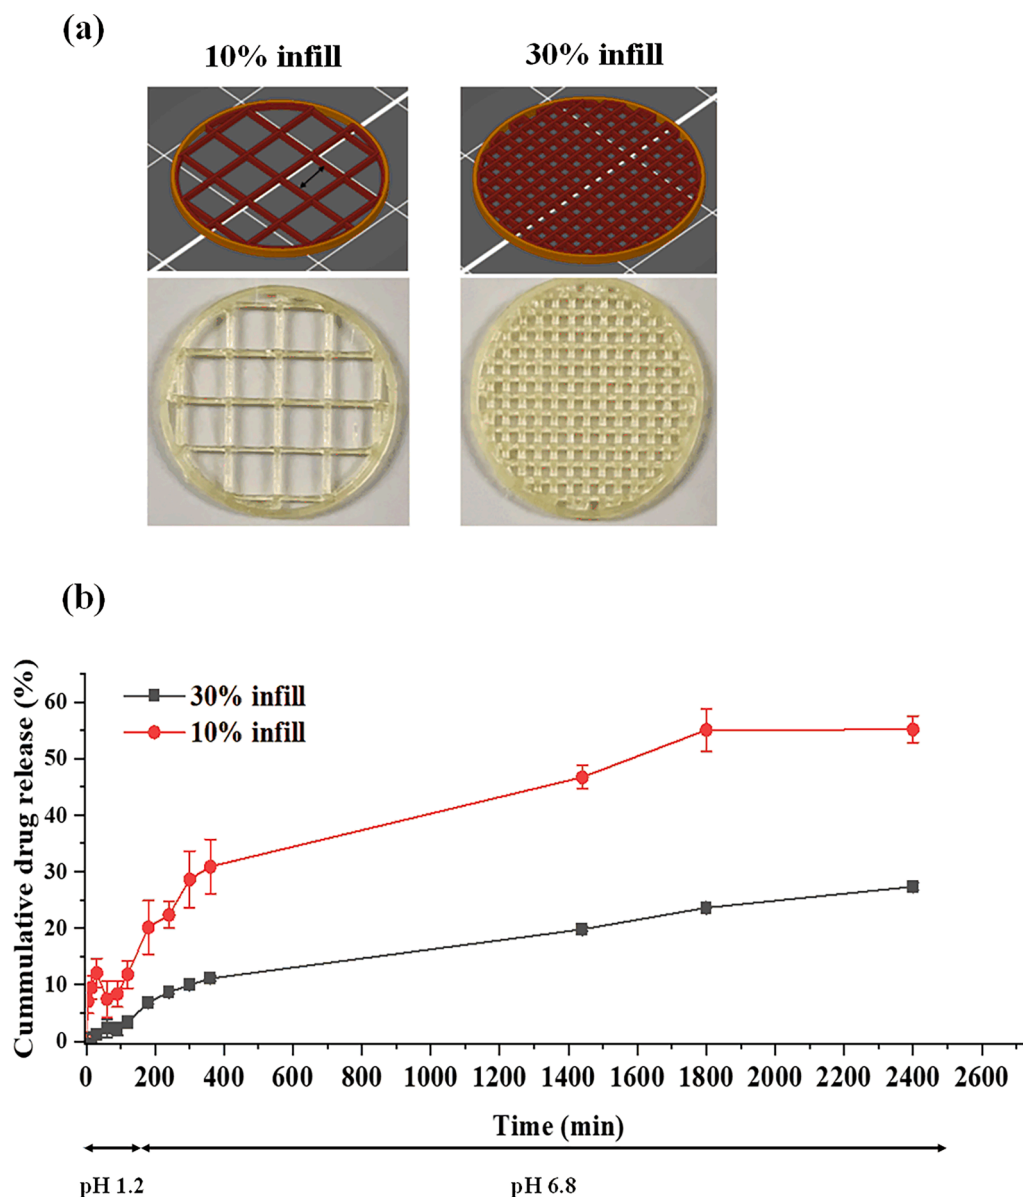 (a)
10% infill
30% infill
(b)
Cummulative drug release (%)
60
50
40
30
20
10
0
30% infill
10% infill
0 200 400 600 800 1000 1200 1400 1600 1800 2000 2200 2400 2600
Time (min)
pH 1.2
pH 6.8